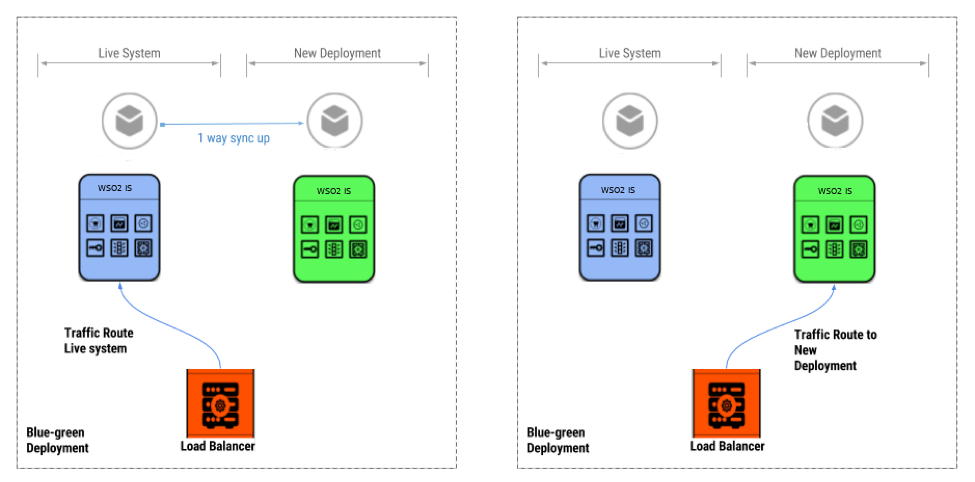 Live System
New Deployment
1 way sync up
WSO2 IS
WSO2 IS
Traffic Route
Live system
Blue-green
Deployment
Load Balancer
Live System
New Deployment
WSO2 IS
WSO2 IS
Traffic Route to
New
Deployment
Blue-green
Deployment
Load Balancer